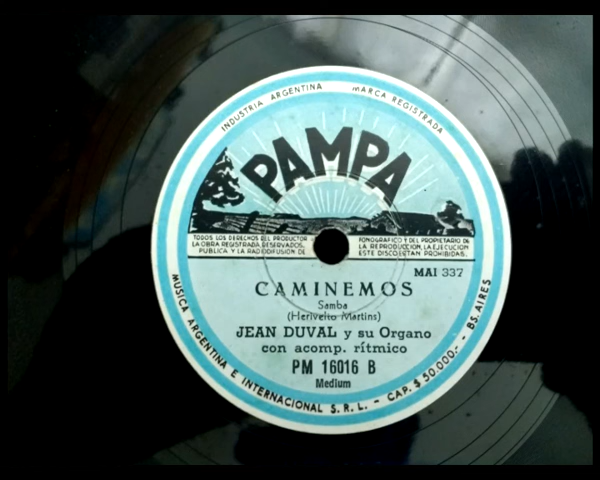 INDUSTRIA ARGENTINA MARCA REGISTRADA
PAMPA
TODOS LOS DERECHOS DEL PRODUCTOR FONOGRAFICO Y DEL PROPIETARIO DE
LA OBRA REGISTRADA RESERVADOS. LA REPRODUCCION, LA EJECUCION
PUBLICA Y LA RADIODIFUSION DE ESTE DISCO ESTAN PROHIBIDAS.
MAI 337
CAMINEMOS
Samba
(Herivelto Martins)
JEAN DUVAL y su Organo
con acomp. rítmico
PM 16016 B
Medium
MUSICA ARGENTINA E INTERNACIONAL S.R.L. - CAP. $ 50.000.- - BS. AIRES